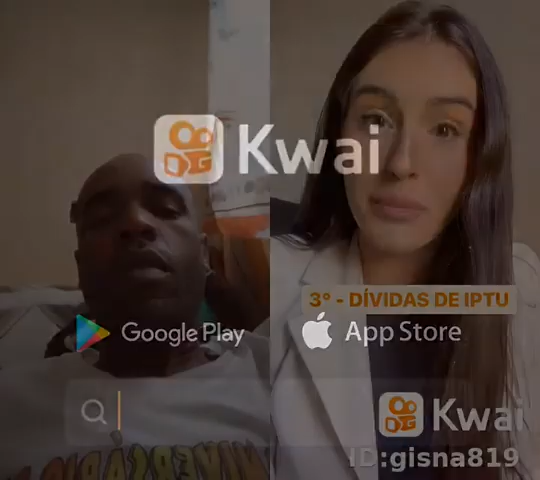 Kwai
3º - DÍVIDAS DE IPTU
Google Play
App Store
Kwai
ID:gisna819